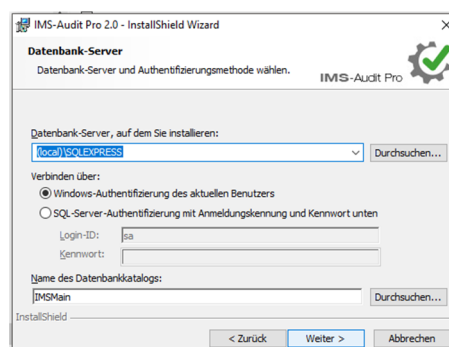 IMS-Audit Pro 2.0 - InstallShield Wizard
Datenbank-Server
Datenbank-Server und Authentifizierungsmethode wählen.
IMS-Audit Pro
Datenbank-Server, auf dem Sie installieren:
(local)\SQLEXPRESS
Durchsuchen...
Verbinden über:
Windows-Authentifizierung des aktuellen Benutzers
SQL-Server-Authentifizierung mit Anmeldungskennung und Kennwort unten
Login-ID:
sa
Kennwort:
Name des Datenbankkatalogs:
IMSMain
Durchsuchen...
InstallShield
< Zurück
Weiter >
Abbrechen